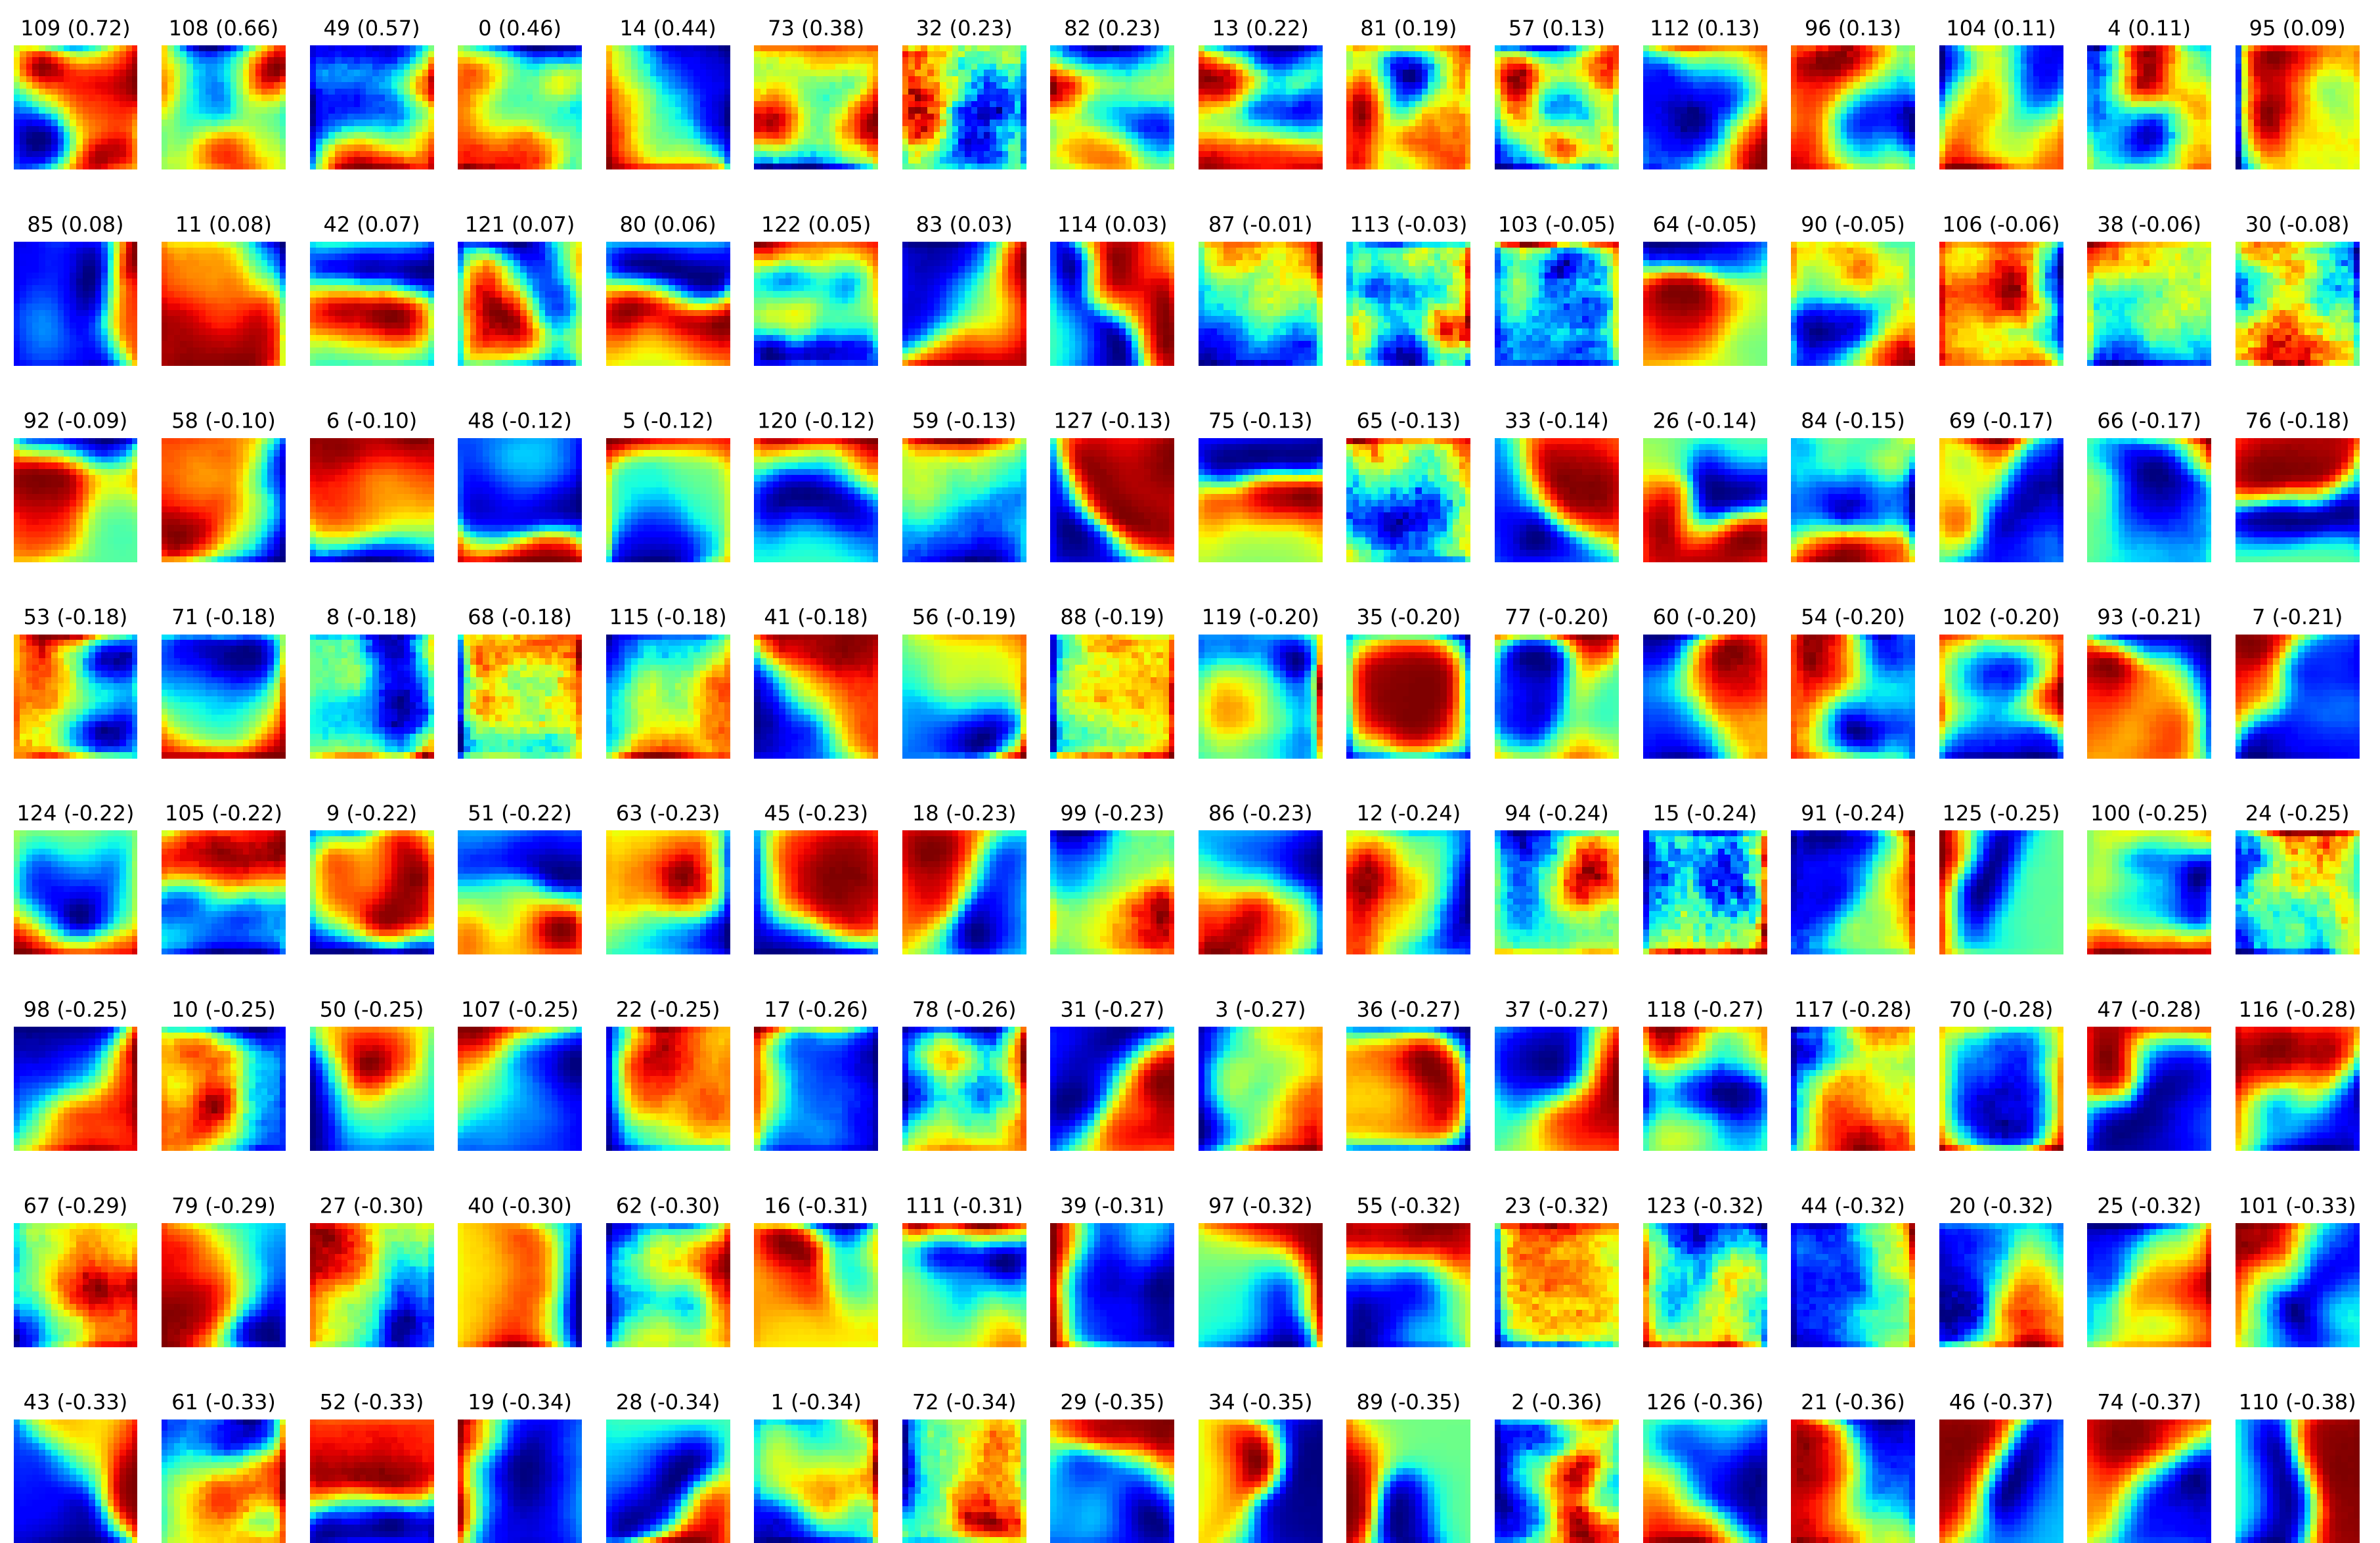 109 (0.72) 108 (0.66) 49 (0.57) 0 (0.46) 14 (0.44) 73 (0.38) 32 (0.23) 82 (0.23) 13 (0.22) 81 (0.19) 57 (0.13) 112 (0.13) 96 (0.13) 104 (0.11) 4 (0.11) 95 (0.09)
85 (0.08) 11 (0.08) 42 (0.07) 121 (0.07) 80 (0.06) 122 (0.05) 83 (0.03) 114 (0.03) 87 (-0.01) 113 (-0.03) 103 (-0.05) 64 (-0.05) 90 (-0.05) 106 (-0.06) 38 (-0.06) 30 (-0.08)
92 (-0.09) 58 (-0.10) 6 (-0.10) 48 (-0.12) 5 (-0.12) 120 (-0.12) 59 (-0.13) 127 (-0.13) 75 (-0.13) 65 (-0.13) 33 (-0.14) 26 (-0.14) 84 (-0.15) 69 (-0.17) 66 (-0.17) 76 (-0.18)
53 (-0.18) 71 (-0.18) 8 (-0.18) 68 (-0.18) 115 (-0.18) 41 (-0.18) 56 (-0.19) 88 (-0.19) 119 (-0.20) 35 (-0.20) 77 (-0.20) 60 (-0.20) 54 (-0.20) 102 (-0.20) 93 (-0.21) 7 (-0.21)
124 (-0.22) 105 (-0.22) 9 (-0.22) 51 (-0.22) 63 (-0.23) 45 (-0.23) 18 (-0.23) 99 (-0.23) 86 (-0.23) 12 (-0.24) 94 (-0.24) 15 (-0.24) 91 (-0.24) 125 (-0.25) 100 (-0.25) 24 (-0.25)
98 (-0.25) 10 (-0.25) 50 (-0.25) 107 (-0.25) 22 (-0.25) 17 (-0.26) 78 (-0.26) 31 (-0.27) 3 (-0.27) 36 (-0.27) 37 (-0.27) 118 (-0.27) 117 (-0.28) 70 (-0.28) 47 (-0.28) 116 (-0.28)
67 (-0.29) 79 (-0.29) 27 (-0.30) 40 (-0.30) 62 (-0.30) 16 (-0.31) 111 (-0.31) 39 (-0.31) 97 (-0.32) 55 (-0.32) 23 (-0.32) 123 (-0.32) 44 (-0.32) 20 (-0.32) 25 (-0.32) 101 (-0.33)
43 (-0.33) 61 (-0.33) 52 (-0.33) 19 (-0.34) 28 (-0.34) 1 (-0.34) 72 (-0.34) 29 (-0.35) 34 (-0.35) 89 (-0.35) 2 (-0.36) 126 (-0.36) 21 (-0.36) 46 (-0.37) 74 (-0.37) 110 (-0.38)